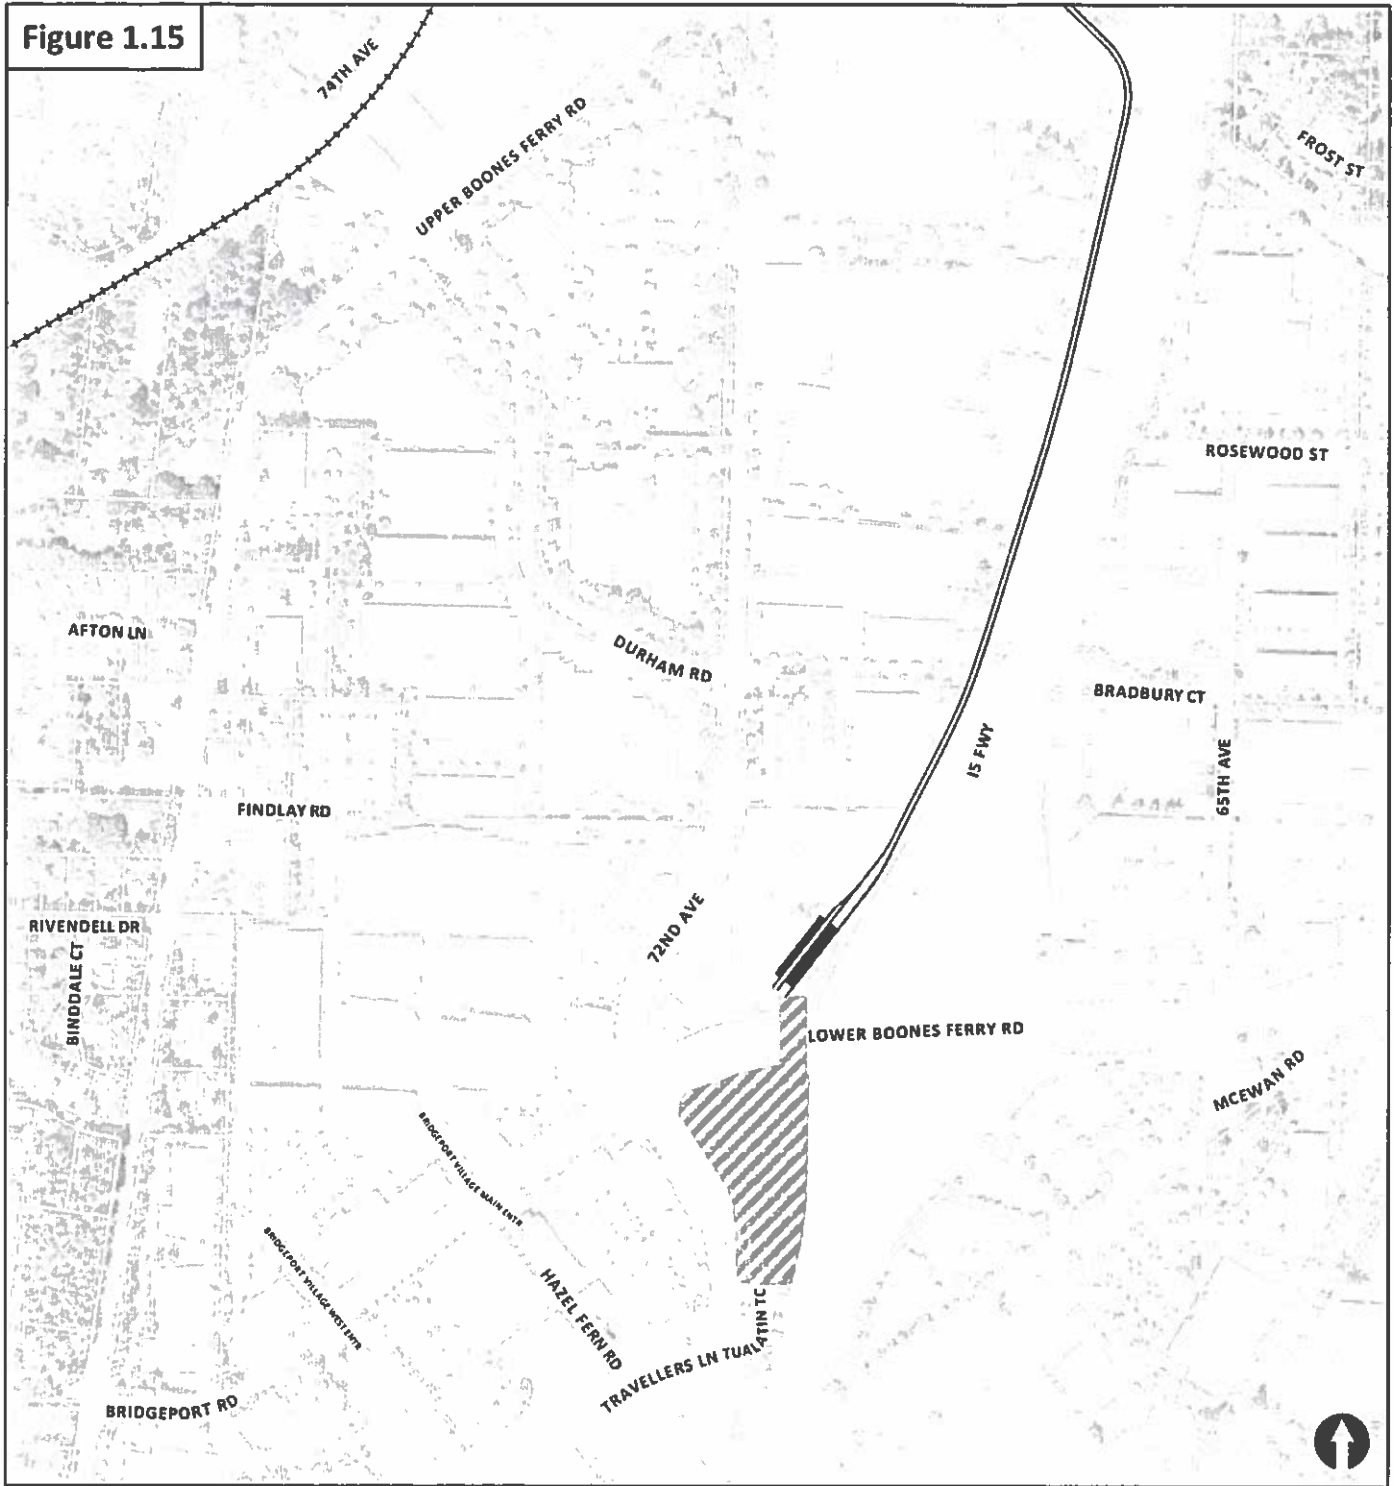 Figure 1.15
74TH AVE
UPPER BOONES FERRY RD
FROST ST
ROSEWOOD ST
AFTON LN
DURHAM RD
BRADBURY CT
I5 FWY
65TH AVE
FINDLAY RD
72ND AVE
RIVENDELL DR
BINDDALE CT
LOWER BOONES FERRY RD
MCEWAN RD
BRIDGEPORT VILLAGE MAIN ENTR
BRIDGEPORT VILLAGE WEST ENTR
HAZEL FERN RD
TRAVELLERS LN TUALATIN TC
BRIDGEPORT RD